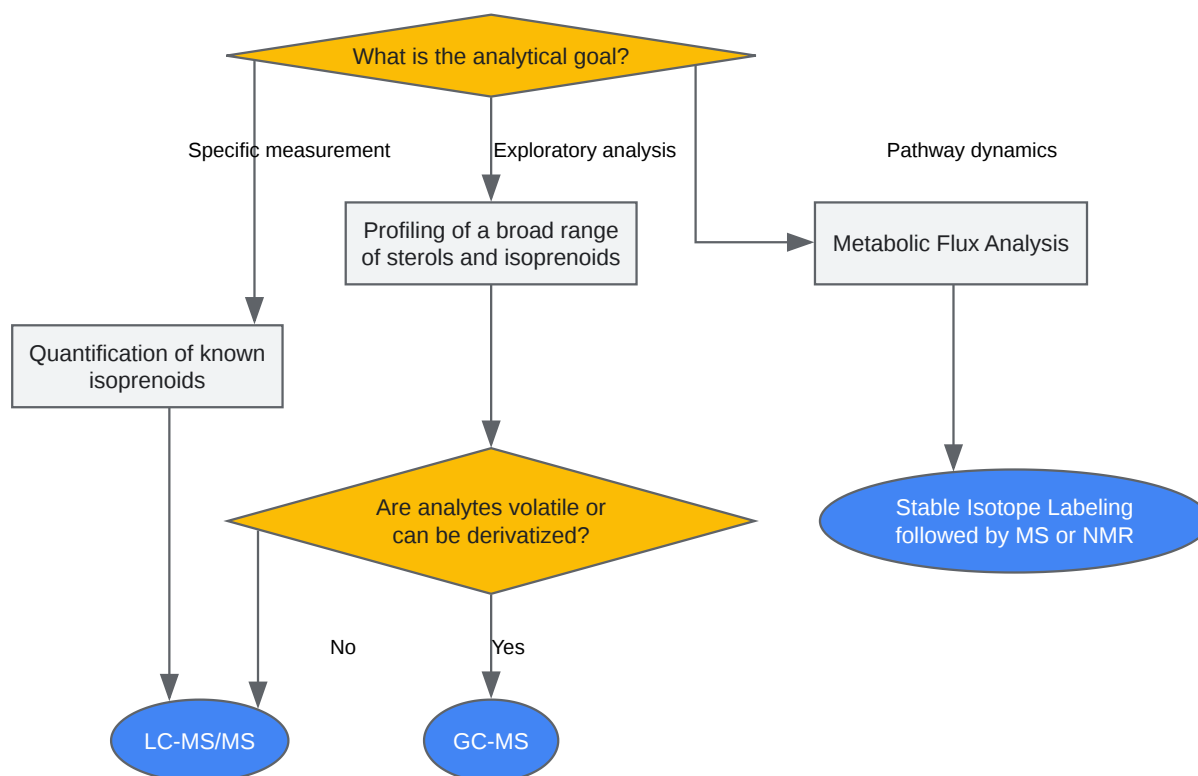 What is the analytical goal?
Specific measurement
Exploratory analysis
Pathway dynamics
Profiling of a broad range
of sterols and isoprenoids
Metabolic Flux Analysis
Quantification of known
isoprenoids
Are analytes volatile or
can be derivatized?
Stable Isotope Labeling
followed by MS or NMR
No
Yes
LC-MS/MS
GC-MS